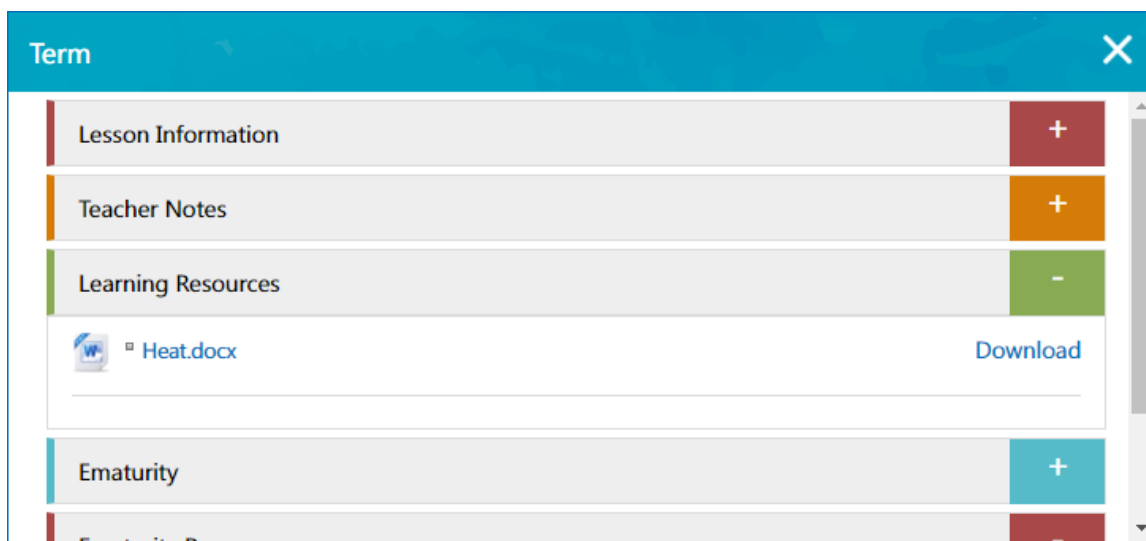 Term
Lesson Information
+
Teacher Notes
+
Learning Resources
-
Heat.docx Download
Ematurity
+